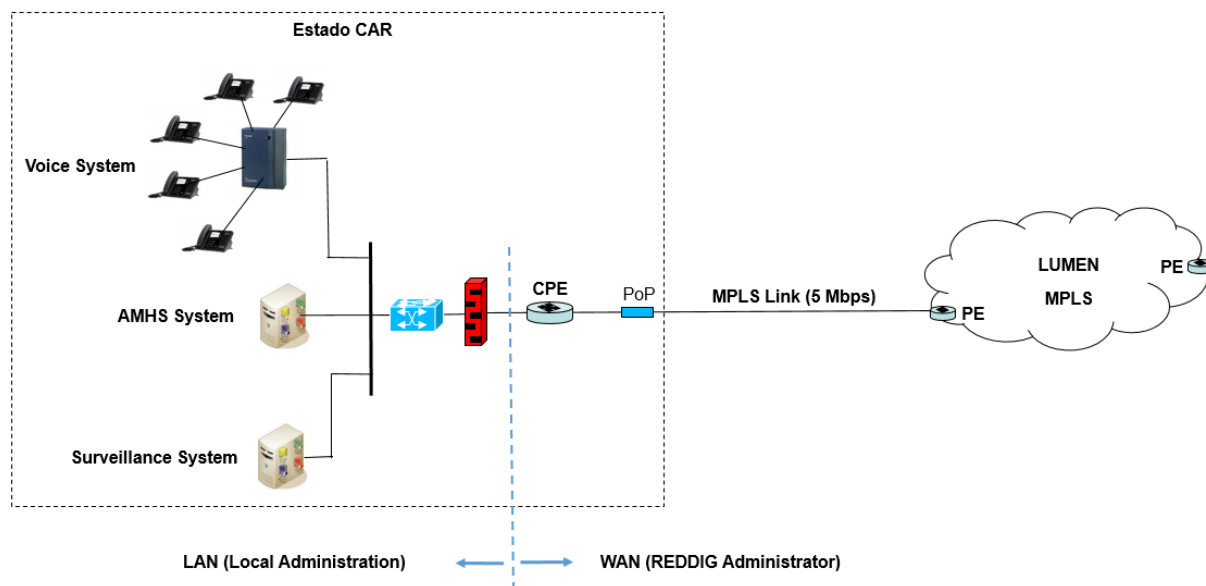 Estado CAR
Voice System
CPE
PoP
MPLS Link (5 Mbps)
LUMEN
MPLS
PE
PE
AMHS System
Surveillance System
LAN (Local Administration)
WAN (REDDIG Administrator)